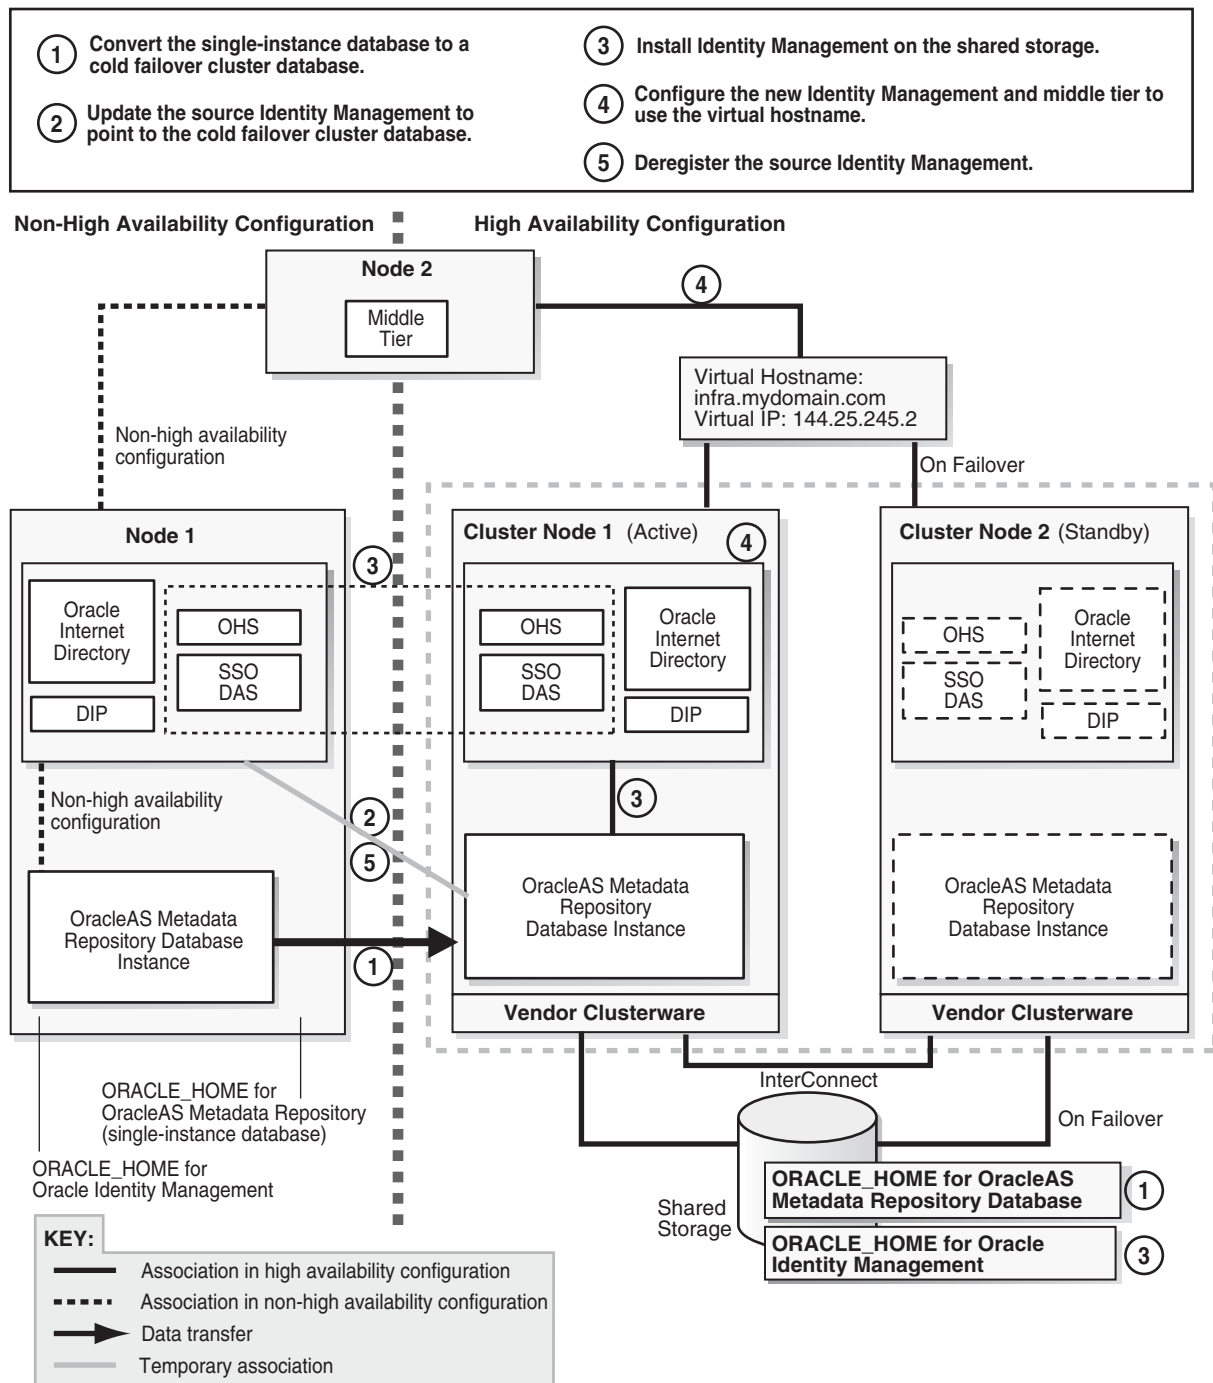 1
Convert the single-instance database to a
cold failover cluster database.
2
Update the source Identity Management to
point to the cold failover cluster database.
3
Install Identity Management on the shared storage.
4
Configure the new Identity Management and middle tier to
use the virtual hostname.
5
Deregister the source Identity Management.
Non-High Availability Configuration
High Availability Configuration
Node 2
Middle
Tier
4
Virtual Hostname:
infra.mydomain.com
Virtual IP: 144.25.245.2
Non-high availability
configuration
On Failover
Node 1
Oracle
Internet
Directory
DIP
OHS
SSO
DAS
3
Cluster Node 1 (Active)
4
OHS
SSO
DAS
Oracle
Internet
Directory
DIP
Cluster Node 2 (Standby)
OHS
SSO
DAS
Oracle
Internet
Directory
DIP
Non-high availability
configuration
2
5
3
OracleAS Metadata
Repository Database
Instance
1
OracleAS Metadata
Repository
Database Instance
OracleAS Metadata
Repository
Database Instance
Vendor Clusterware
Vendor Clusterware
InterConnect
On Failover
ORACLE_HOME for
OracleAS Metadata Repository
(single-instance database)
ORACLE_HOME for
Oracle Identity Management
Shared
Storage
ORACLE_HOME for OracleAS
Metadata Repository Database
1
ORACLE_HOME for Oracle
Identity Management
3
KEY:
Association in high availability configuration
Association in non-high availability configuration
Data transfer
Temporary association